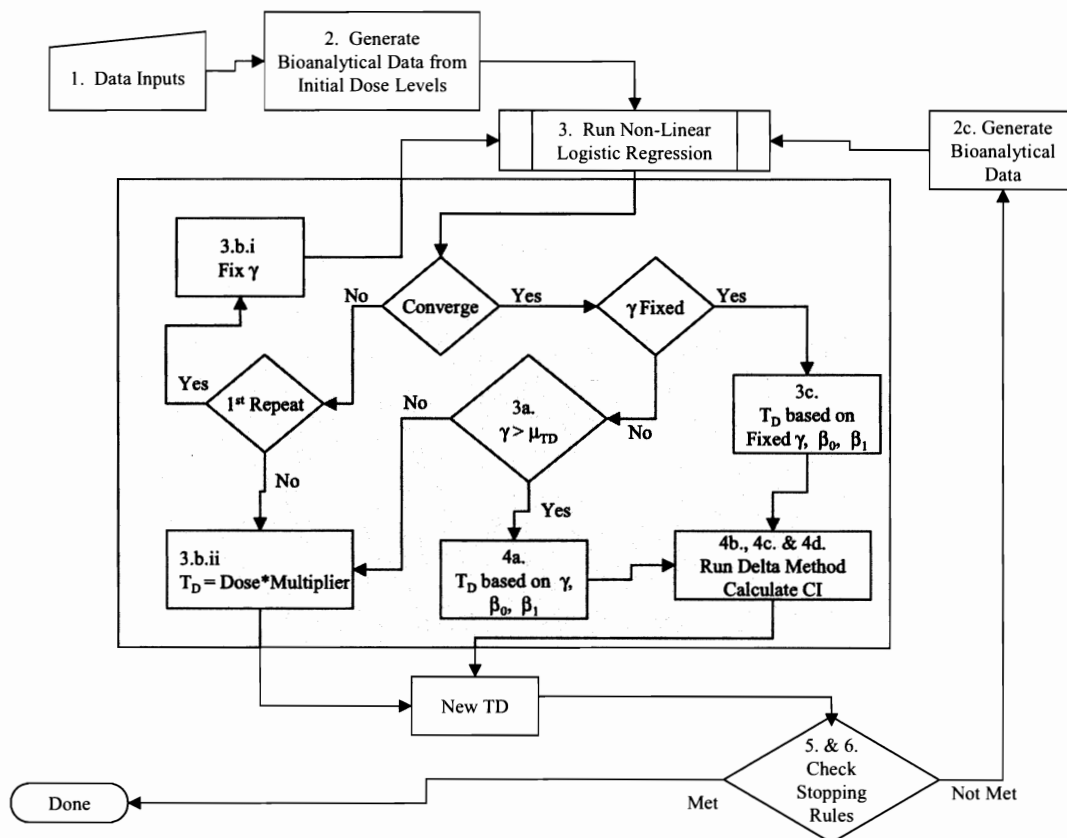 1. Data Inputs
2. Generate
Bioanalytical Data from
Initial Dose Levels
3. Run Non-Linear
Logistic Regression
2c. Generate
Bioanalytical
Data
3.b.i
Fix γ
No
Converge
Yes
γ Fixed
Yes
Yes
1st Repeat
No
No
3a.
γ > μTD
No
Yes
3c.
TD based on
Fixed γ, β0, β1
3.b.ii
TD = Dose*Multiplier
4a.
TD based on γ,
β0, β1
4b., 4c. & 4d.
Run Delta Method
Calculate CI
New TD
5. & 6.
Check
Stopping
Rules
Met
Not Met
Done